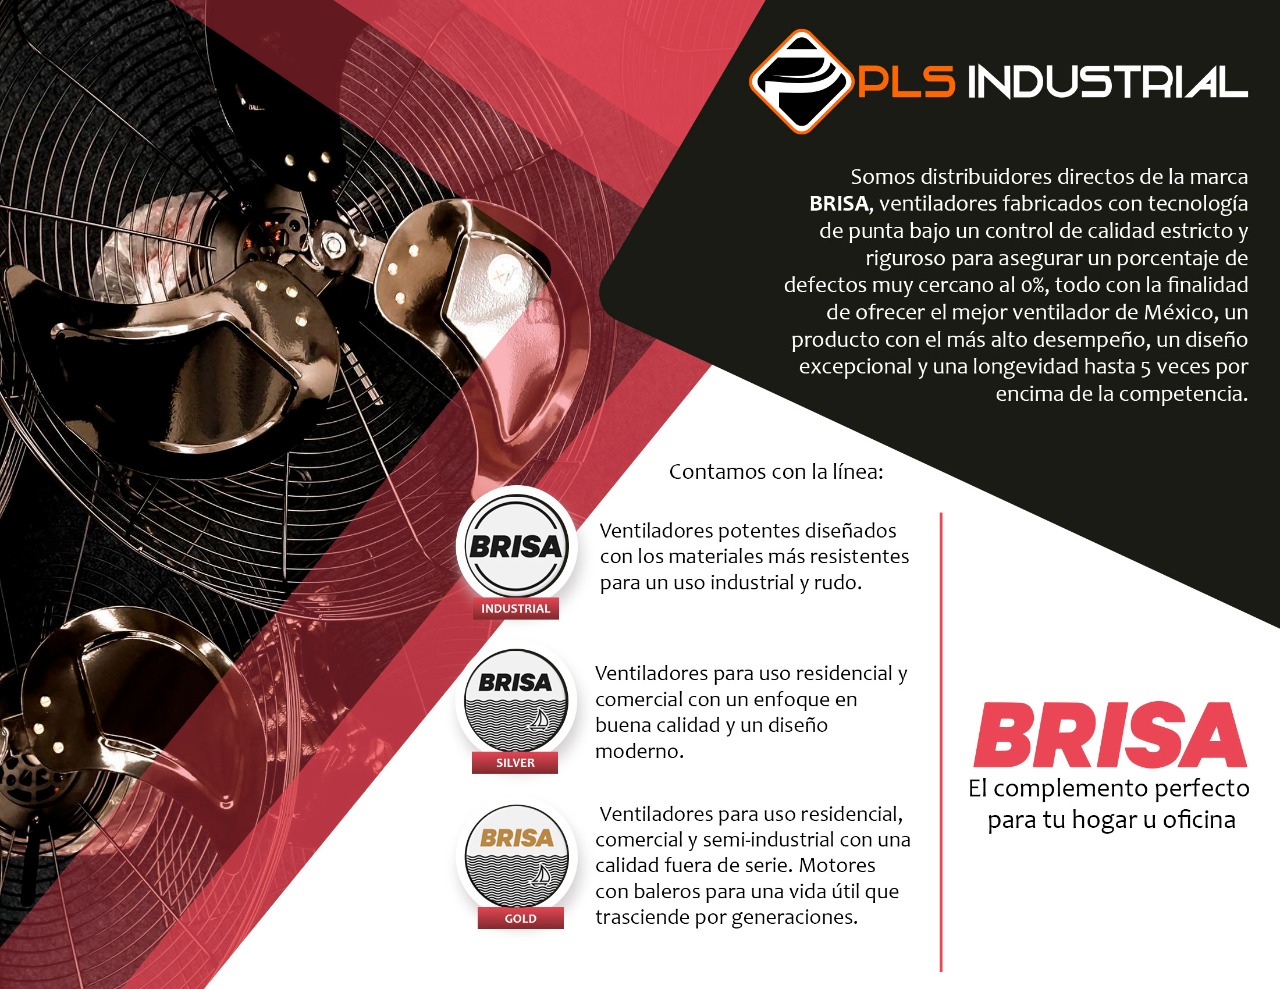 PLS INDUSTRIAL
Somos distribuidores directos de la marca
BRISA, ventiladores fabricados con tecnología
de punta bajo un control de calidad estricto y
riguroso para asegurar un porcentaje de
defectos muy cercano al 0%, todo con la finalidad
de ofrecer el mejor ventilador de México, un
producto con el más alto desempeño, un diseño
excepcional y una longevidad hasta 5 veces por
encima de la competencia.
Contamos con la línea:
BRISA
INDUSTRIAL
Ventiladores potentes diseñados
con los materiales más resistentes
para un uso industrial y rudo.
BRISA
SILVER
Ventiladores para uso residencial y
comercial con un enfoque en
buena calidad y un diseño
moderno.
BRISA
GOLD
Ventiladores para uso residencial,
comercial y semi-industrial con una
calidad fuera de serie. Motores
con baleros para una vida útil que
trasciende por generaciones.
BRISA
El complemento perfecto
para tu hogar u oficina